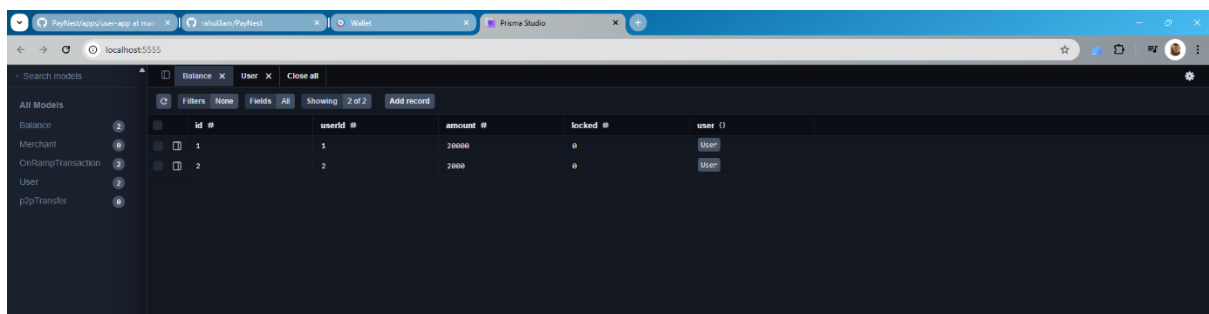 PayNest/apps/user-app at mai
rahul3am/PayNest
Wallet
Prisma Studio
localhost:5555
Search models
Balance
User
Close all
All Models
Filters None
Fields All
Showing 2 of 2
Add record
Balance 2
Merchant 0
OnRampTransaction 2
User 2
p2pTransfer 0
id # userId # amount # locked # user {}
1 1 20000 0 User
2 2 2000 0 User